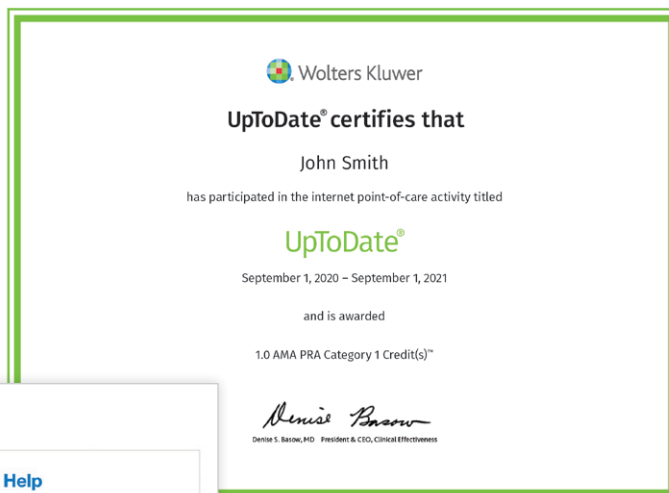 Wolters Kluwer
UpToDate® certifies that
John Smith
has participated in the internet point-of-care activity titled
UpToDate®
September 1, 2020 – September 1, 2021
and is awarded
1.0 AMA PRA Category 1 Credit(s)™
Denise Basow
Denise S. Basow, MD President & CEO, Clinical Effectiveness
Help